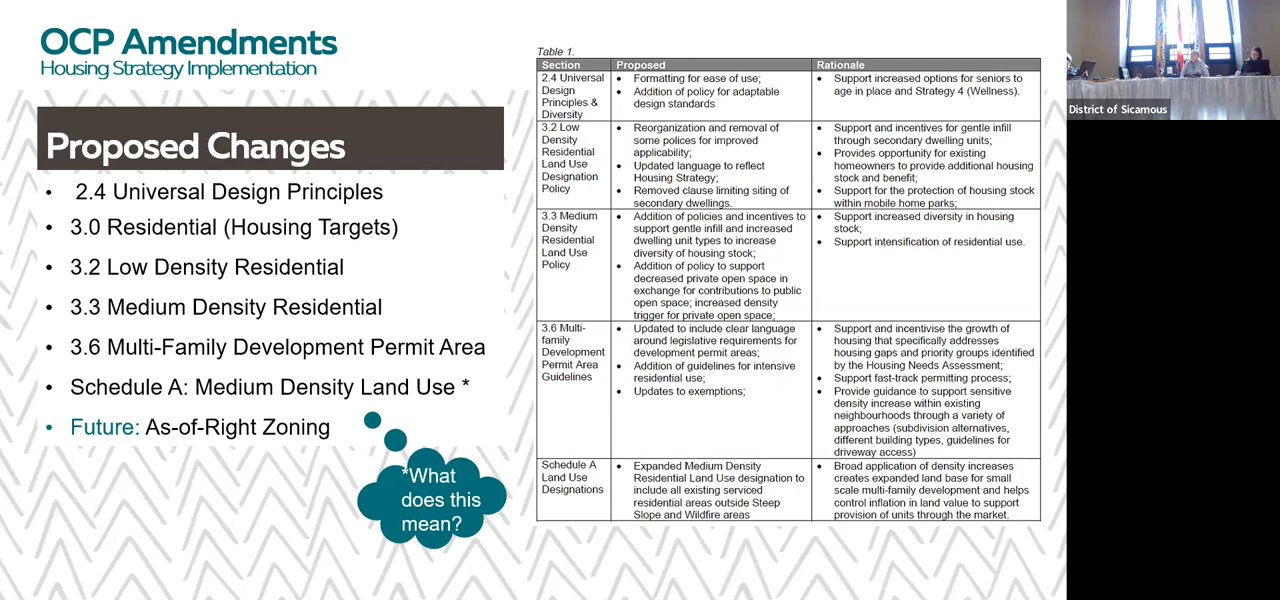 OCP Amendments
Housing Strategy Implementation
Proposed Changes
• 2.4 Universal Design Principles
• 3.0 Residential (Housing Targets)
• 3.2 Low Density Residential
• 3.3 Medium Density Residential
• 3.6 Multi-Family Development Permit Area
• Schedule A: Medium Density Land Use *
• Future: As-of-Right Zoning
*What
does this
mean?
Table 1.
Section Proposed Rationale
2.4 Universal
Design
Principles &
Diversity
• Formatting for ease of use;
• Addition of policy for adaptable
design standards
• Support increased options for seniors to
age in place and Strategy 4 (Wellness).
3.2 Low
Density
Residential
Land Use
Designation
Policy
• Reorganization and removal of
some polices for improved
applicability;
• Updated language to reflect
Housing Strategy;
• Removed clause limiting siting of
secondary dwellings.
• Support and incentives for gentle infill
through secondary dwelling units;
• Provides opportunity for existing
homeowners to provide additional housing
stock and benefit;
• Support for the protection of housing stock
within mobile home parks;
3.3 Medium
Density
Residential
Land Use
Policy
• Addition of policies and incentives to
support gentle infill and increased
dwelling unit types to increase
diversity of housing stock;
• Addition of policy to support
decreased private open space in
exchange for contributions to public
open space; increased density
trigger for private open space;
• Support increased diversity in housing
stock;
• Support intensification of residential use.
3.6 Multi-
family
Development
Permit Area
Guidelines
• Updated to include clear language
around legislative requirements for
development permit areas;
• Addition of guidelines for intensive
residential use;
• Updates to exemptions;
• Support and incentivise the growth of
housing that specifically addresses
housing gaps and priority groups identified
by the Housing Needs Assessment;
• Support fast-track permitting process;
• Provide guidance to support sensitive
density increase within existing
neighbourhoods through a variety of
approaches (subdivision alternatives,
different building types, guidelines for
driveway access)
Schedule A
Land Use
Designations
• Expanded Medium Density
Residential Land Use designation to
include all existing serviced
residential areas outside Steep
Slope and Wildfire areas
• Broad application of density increases
creates expanded land base for small
scale multi-family development and helps
control inflation in land value to support
provision of units through the market.
District of Sicamous